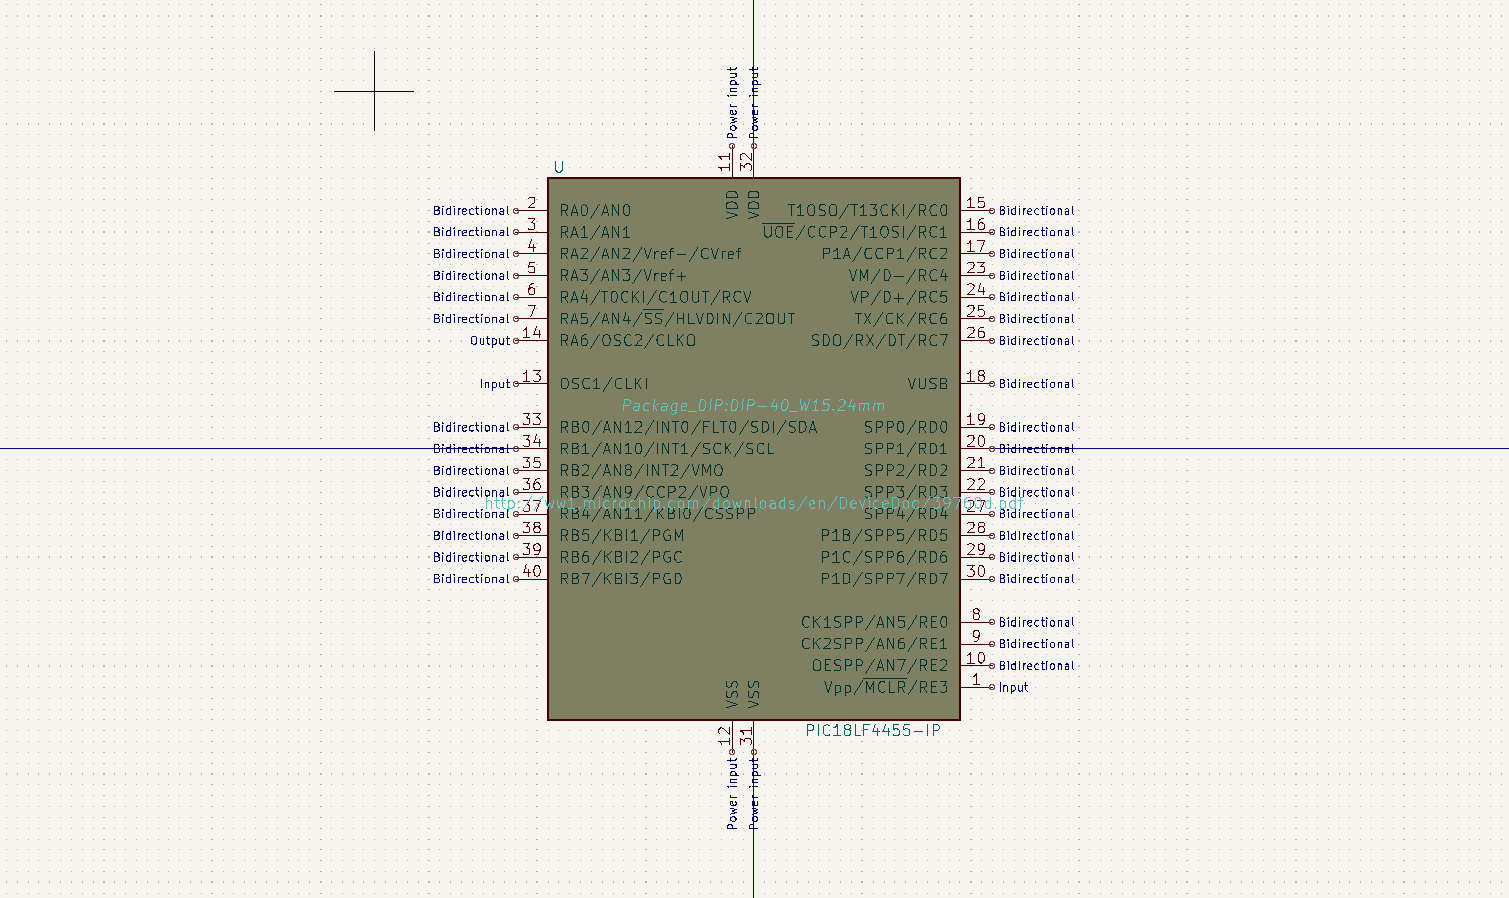 Power input Power input
11 32
U
VDD VDD
Bidirectional 2 RA0/AN0 T1OSO/T13CKI/RC0 15 Bidirectional
Bidirectional 3 RA1/AN1 UOE/CCP2/T1OSI/RC1 16 Bidirectional
Bidirectional 4 RA2/AN2/Vref-/CVref P1A/CCP1/RC2 17 Bidirectional
Bidirectional 5 RA3/AN3/Vref+ VM/D-/RC4 23 Bidirectional
Bidirectional 6 RA4/T0CKI/C1OUT/RCV VP/D+/RC5 24 Bidirectional
Bidirectional 7 RA5/AN4/SS/HLVDIN/C2OUT TX/CK/RC6 25 Bidirectional
Output 14 RA6/OSC2/CLKO SDO/RX/DT/RC7 26 Bidirectional
Input 13 OSC1/CLKI VUSB 18 Bidirectional
Package_DIP:DIP-40_W15.24mm
Bidirectional 33 RB0/AN12/INT0/FLT0/SDI/SDA SPP0/RD0 19 Bidirectional
Bidirectional 34 RB1/AN10/INT1/SCK/SCL SPP1/RD1 20 Bidirectional
Bidirectional 35 RB2/AN8/INT2/VMO SPP2/RD2 21 Bidirectional
Bidirectional 36 RB3/AN9/CCP2/VPO SPP3/RD3 22 Bidirectional
http://ww1.microchip.com/downloads/en/DeviceDoc/39760d.pdf
Bidirectional 37 RB4/AN11/KBI0/CSSPP SPP4/RD4 27 Bidirectional
Bidirectional 38 RB5/KBI1/PGM P1B/SPP5/RD5 28 Bidirectional
Bidirectional 39 RB6/KBI2/PGC P1C/SPP6/RD6 29 Bidirectional
Bidirectional 40 RB7/KBI3/PGD P1D/SPP7/RD7 30 Bidirectional
CK1SPP/AN5/RE0 8 Bidirectional
CK2SPP/AN6/RE1 9 Bidirectional
OESPP/AN7/RE2 10 Bidirectional
Vpp/MCLR/RE3 1 Input
VSS VSS
PIC18LF4455-IP
12 31
Power input Power input